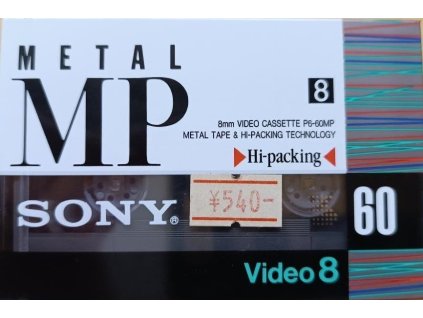 METAL
MP
8
8mm VIDEO CASSETTE P6-60MP
METAL TAPE & HI-PACKING TECHNOLOGY
Hi-packing
SONY®
¥540-
60
Video 8